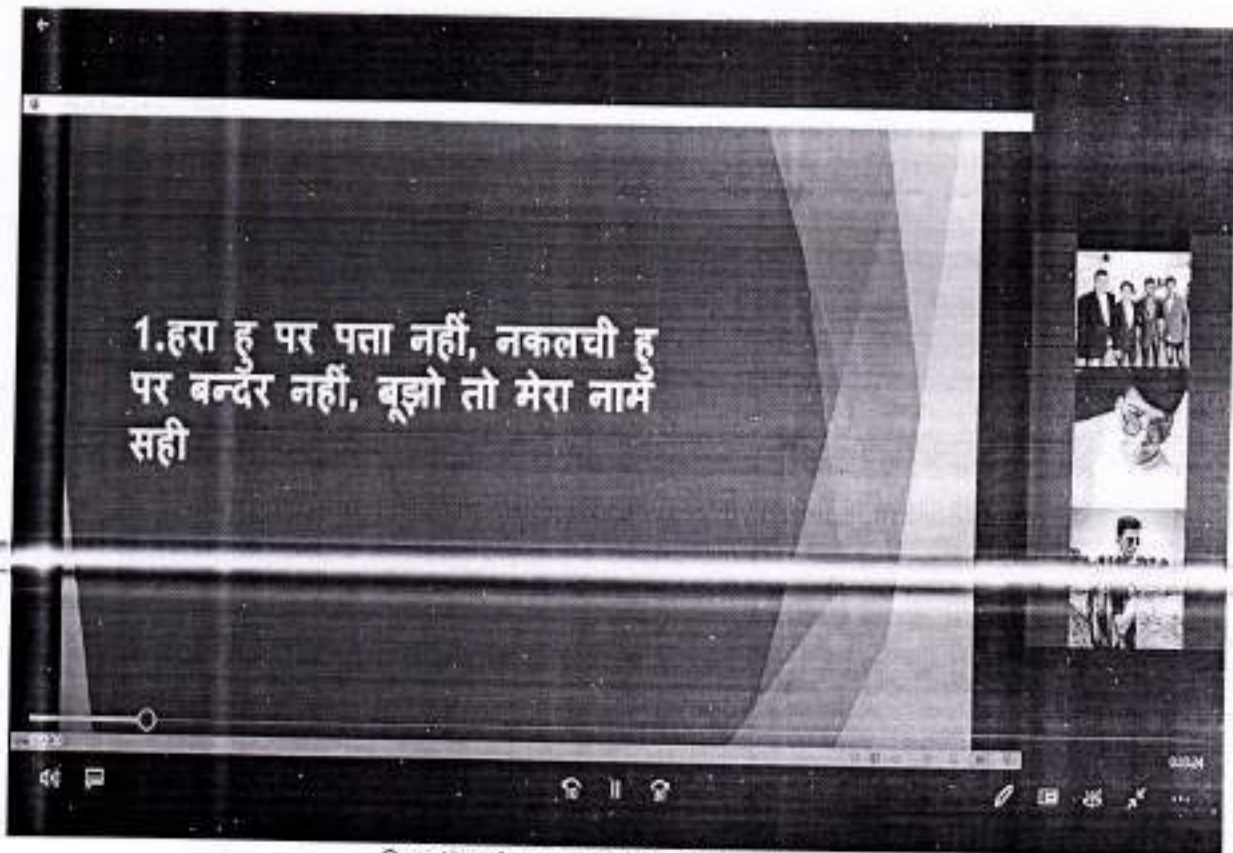 1.हरा हु पर पता नहीं, नकलची हु
पर बन्दर नहीं, बूझो तो मेरा नाम
सही